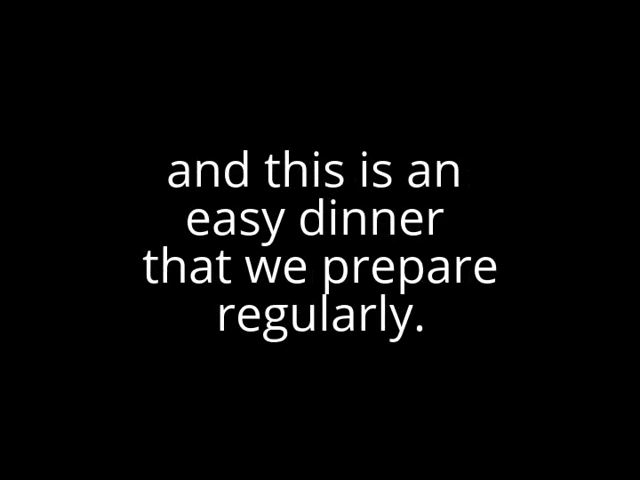 and this is an
easy dinner
that we prepare
regularly.